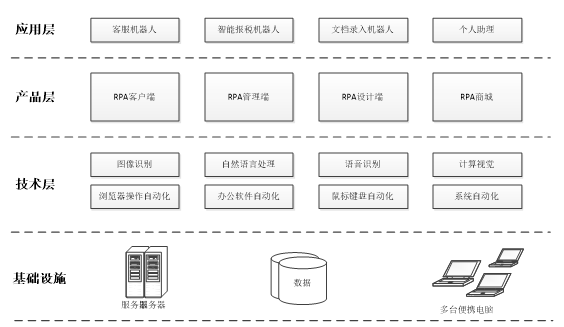 应用层 客服机器人 智能报税机器人 文档录入机器人 个人助理
产品层 RPA客户端 RPA管理端 RPA设计端 RPA商城
图像识别 自然语言处理 语音识别 计算视觉
技术层
浏览器操作自动化 办公软件自动化 鼠标键盘自动化 系统自动化
基础设施 数据
服务器 服务器 多台便携电脑